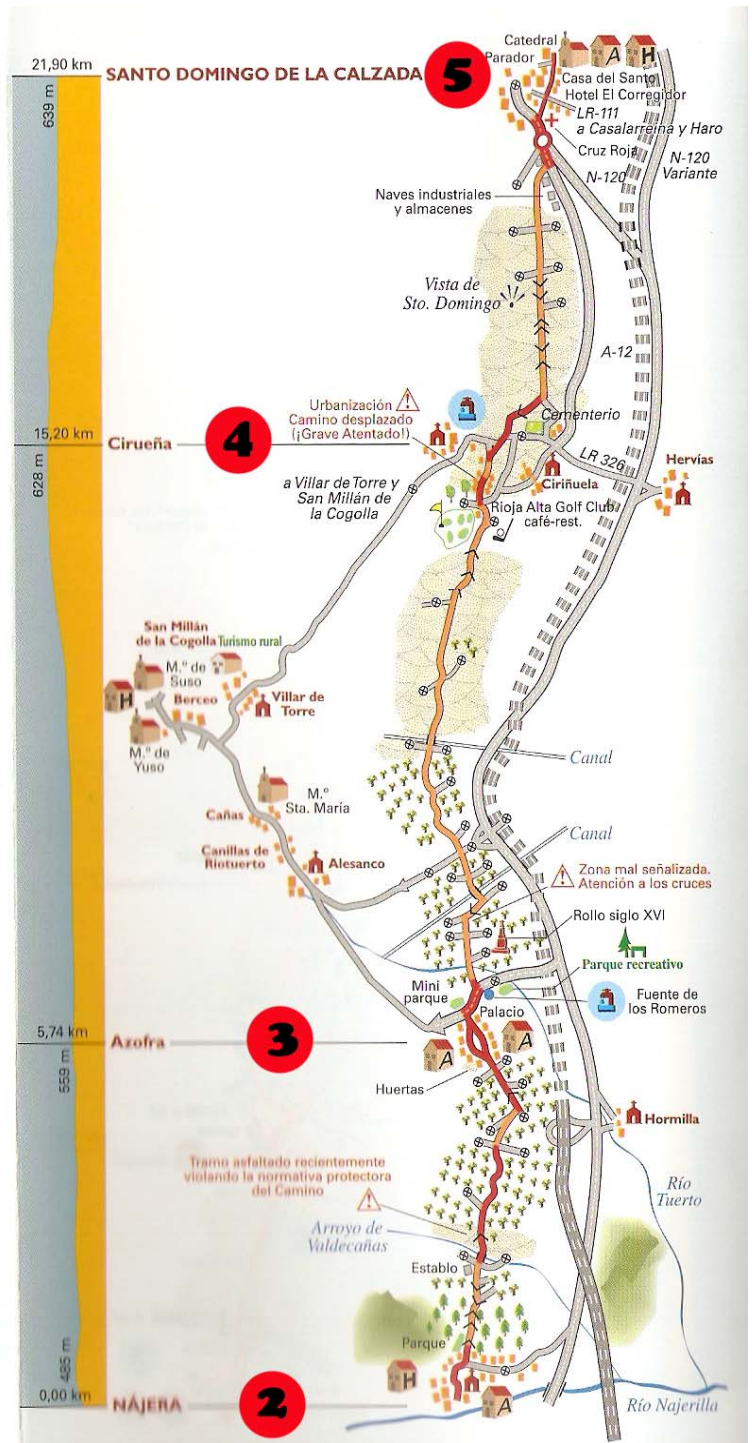 Catedral
Parador
A
H
21,90 km
SANTO DOMINGO DE LA CALZADA
5
639 m
Casa del Santo
Hotel El Corregidor
LR-111
a Casalarreina y Haro
Cruz Roja
N-120
N-120
Variante
Naves industriales
y almacenes
Vista de
Sto. Domingo
A-12
Urbanización
Camino desplazado
(¡Grave Atentado!)
Cementerio
15,20 km
Cirueña
4
628 m
LR 326
Hervías
Ciriñuela
a Villar de Torre y
San Millán de
la Cogolla
Rioja Alta Golf Club
café-rest.
San Millán
de la Cogolla Turismo rural
M.º de
Suso
H
Berceo
Villar de
Torre
M.º de
Yuso
Canal
M.º
Sta. María
Cañas
Canal
Canillas de
Riotuerto
Alesanco
Zona mal señalizada.
Atención a los cruces
Rollo siglo XVI
Parque recreativo
Mini
parque
Palacio
Fuente de
los Romeros
5,74 km
Azofra
3
559 m
A
A
Huertas
Hormilla
Tramo asfaltado recientemente
violando la normativa protectora
del Camino
Río
Tuerto
Arroyo de
Valdecañas
Establo
Parque
485 m
H
A
0,00 km
NÁJERA
2
Río Najerilla